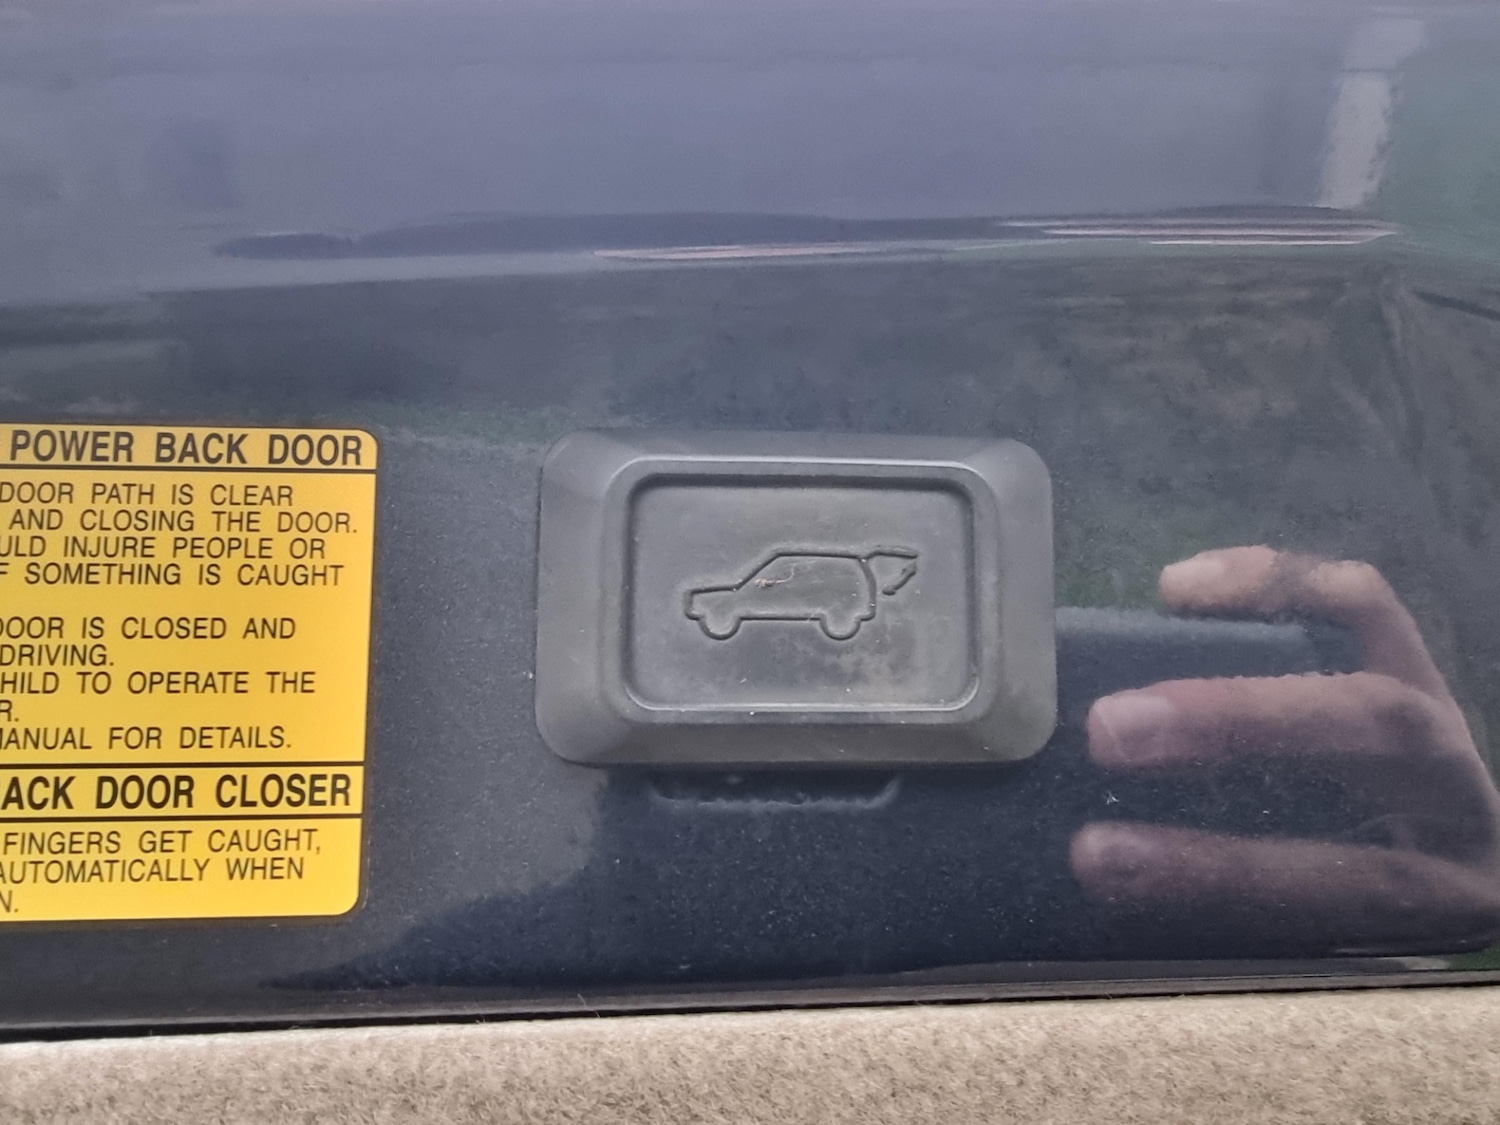 POWER BACK DOOR
DOOR PATH IS CLEAR
AND CLOSING THE DOOR.
ULD INJURE PEOPLE OR
F SOMETHING IS CAUGHT
DOOR IS CLOSED AND
DRIVING.
HILD TO OPERATE THE
R.
MANUAL FOR DETAILS.
ACK DOOR CLOSER
FINGERS GET CAUGHT,
AUTOMATICALLY WHEN
N.